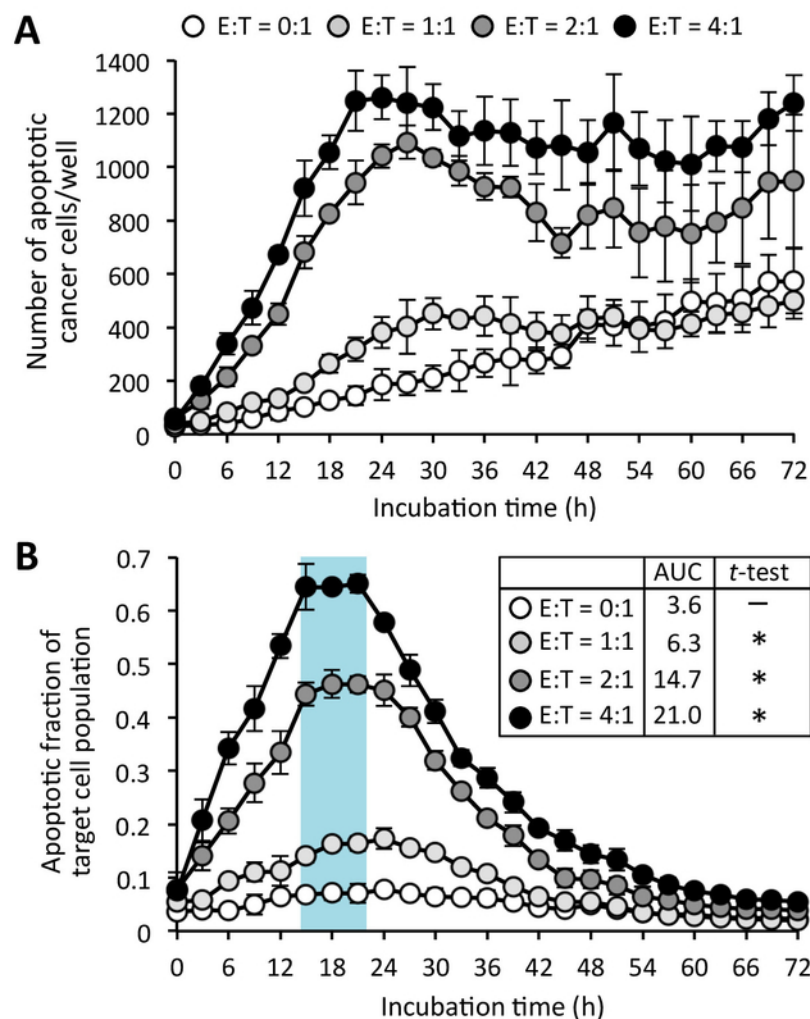 A
E:T = 0:1 E:T = 1:1 E:T = 2:1 E:T = 4:1
Number of apoptotic
cancer cells/well
1400
1200
1000
800
600
400
200
0
0 6 12 18 24 30 36 42 48 54 60 66 72
Incubation time (h)
B
Apoptotic fraction of
target cell population
0.7
0.6
0.5
0.4
0.3
0.2
0.1
0
AUC t-test
E:T = 0:1 3.6 –
E:T = 1:1 6.3 *
E:T = 2:1 14.7 *
E:T = 4:1 21.0 *
0 6 12 18 24 30 36 42 48 54 60 66 72
Incubation time (h)